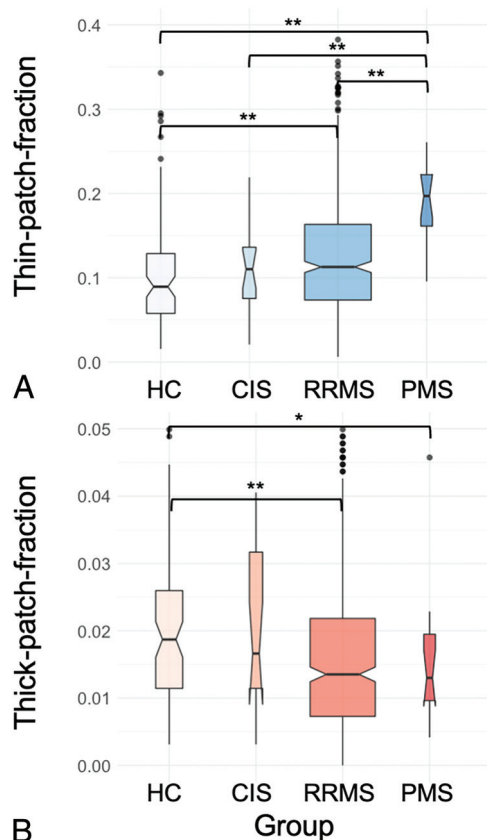 Thin-patch-fraction
0.4
0.3
0.2
0.1
0.0
**
**
**
**
A
HC CIS RRMS PMS
Thick-patch-fraction
0.05
0.04
0.03
0.02
0.01
0.00
*
**
HC CIS RRMS PMS
B
Group